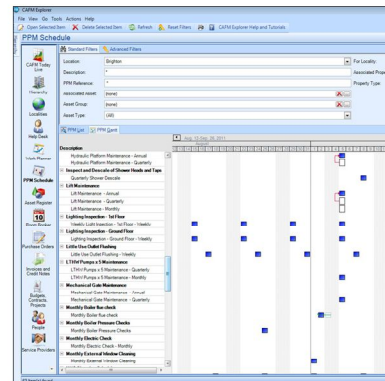 CAFM Explorer
File View Go Tools Actions Help
Open Selected Item Delete Selected Item Refresh Reset Filters CAFM Explorer Help and Tutorials
PPM Schedule
Standard Filters Advanced Filters
Location: Brighton For Locality:
Description: * Associated Prope
PPM Reference: * Property Type:
Associated Asset: (none)
Asset Group: (none)
Asset Type: (All)
CAFM Today Live
Hierarchy
Localities
Help Desk
Work Planner
PPM Schedule
Asset Register
Room Booker
Purchase Orders
Invoices and Credit Notes
Budgets, Contracts, Projects
People
Service Providers
PPM List PPM Gantt
Description
August
Hydraulic Platform Maintenance - Annual
Hydraulic Platform Maintenance - Quarterly
Inspect and Descale of Shower Heads and Tape
Quarterly Shower Descale
Lift Maintenance
Lift Maintenance - Annual
Lift Maintenance - Quarterly
Lift Maintenance - Monthly
Lighting Inspection - 1st Floor
Weekly Light Inspection - 1st Floor - Weekly
Lighting Inspection - Ground Floor
Lighting Inspection - Ground Floor - Weekly
Little Use Outlet Flushing
Little Use Outlet Flushing - Weekly
LTHW Pumps x 5 Maintenance
LTHW Pumps x 5 Maintenance - Quarterly
LTHW Pumps x 5 Maintenance - Monthly
Mechanical Gate Maintenance
Mechanical Gate Maintenance - Annual
Mechanical Gate Maintenance - Quarterly
Monthly Boiler flue check
Monthly Boiler flue check
Monthly Boiler Pressure Checks
Monthly Boiler Pressure Checks
Monthly Electric Check
Monthly Electric Check - Monthly
Monthly External Window Cleaning
Monthly External Window Cleaning